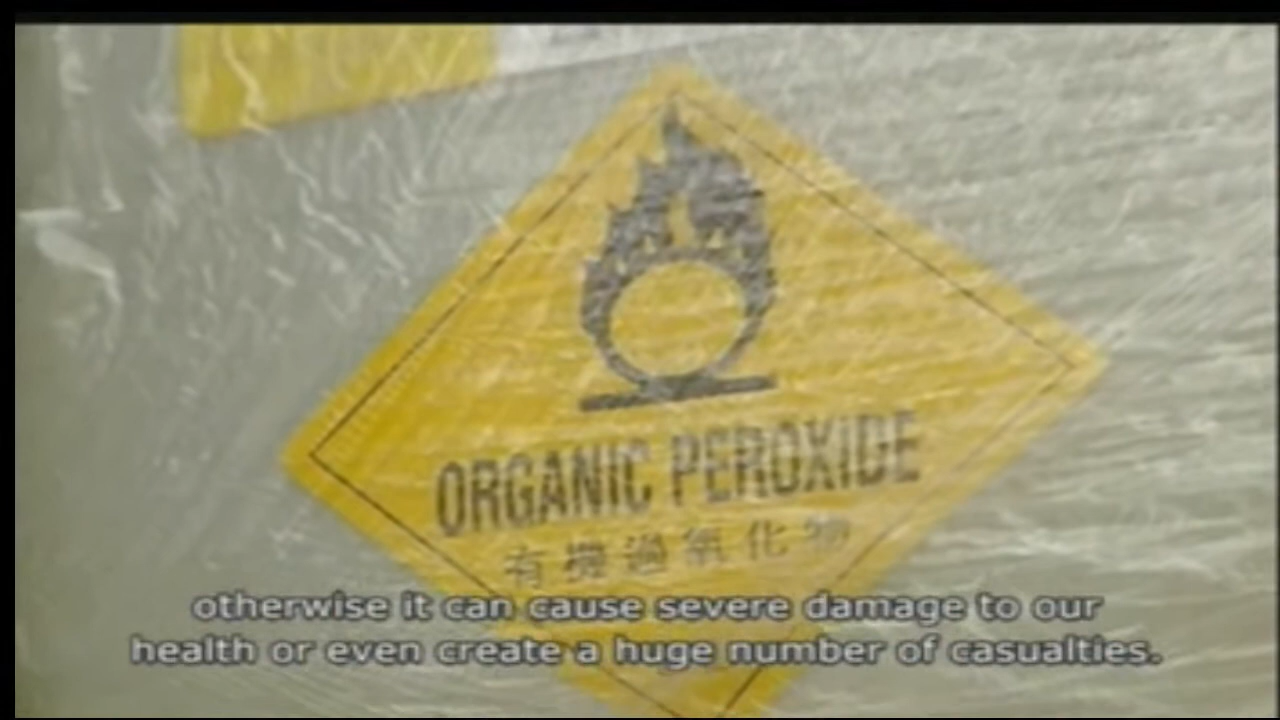 ORGANIC PEROXIDE
有機過氧化物
otherwise it can cause severe damage to our
health or even create a huge number of casualties.